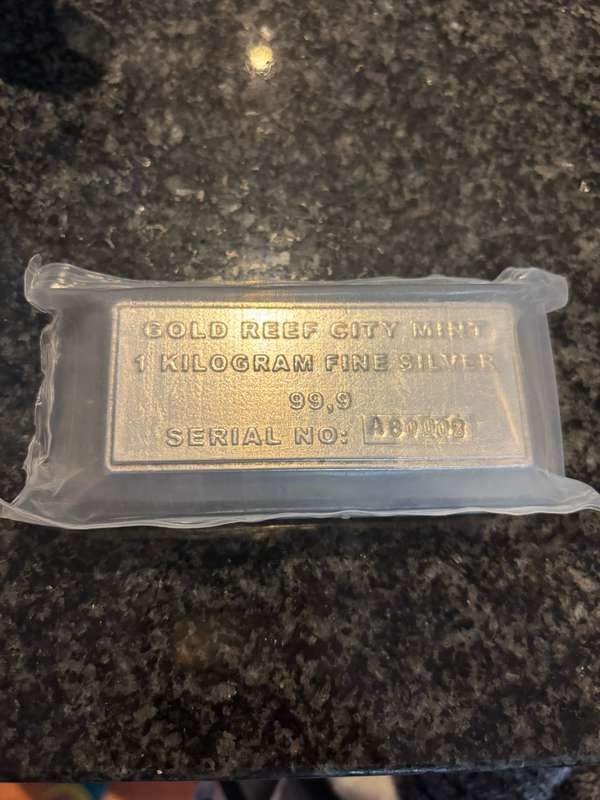 GOLD REEF CITY MINT
1 KILOGRAM FINE SILVER
99,9
SERIAL NO: